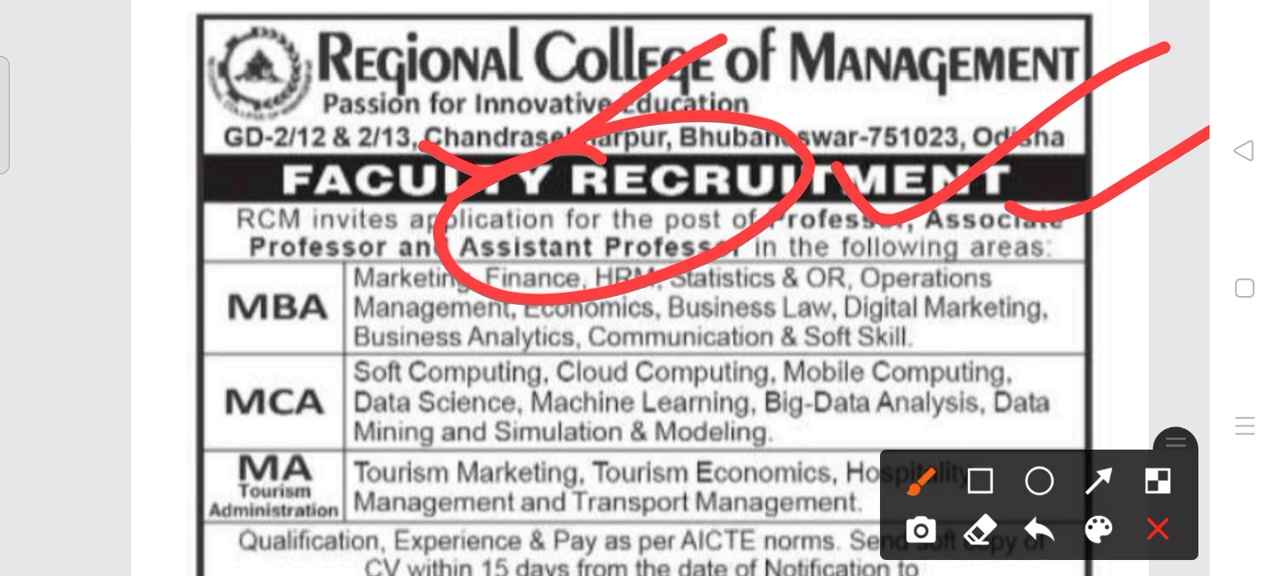 REGIONAL COLLEGE of MANAGEMENT
Passion for Innovative Education
GD-2/12 & 2/13, Chandrasekharpur, Bhubaneswar-751023, Odisha
FACULTY RECRUITMENT
RCM invites application for the post of Professor, Associate
Professor and Assistant Professor in the following areas:
MBA
Marketing, Finance, HRM, Statistics & OR, Operations
Management, Economics, Business Law, Digital Marketing,
Business Analytics, Communication & Soft Skill.
MCA
Soft Computing, Cloud Computing, Mobile Computing,
Data Science, Machine Learning, Big-Data Analysis, Data
Mining and Simulation & Modeling.
MA
Tourism
Administration
Tourism Marketing, Tourism Economics, Hospitality
Management and Transport Management.
Qualification, Experience & Pay as per AICTE norms. Send soft copy of
CV within 15 days from the date of Notification to